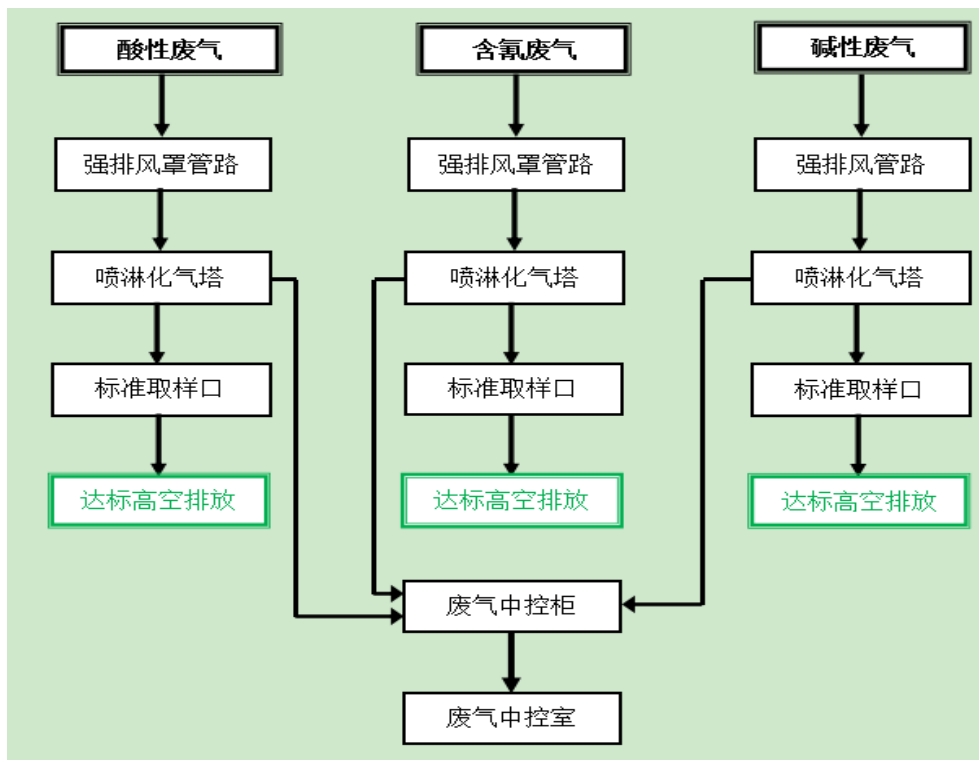 酸性废气
含氰废气
碱性废气
强排风罩管路
强排风罩管路
强排风管路
喷淋化气塔
喷淋化气塔
喷淋化气塔
标准取样口
标准取样口
标准取样口
达标高空排放
达标高空排放
达标高空排放
废气中控柜
废气中控室